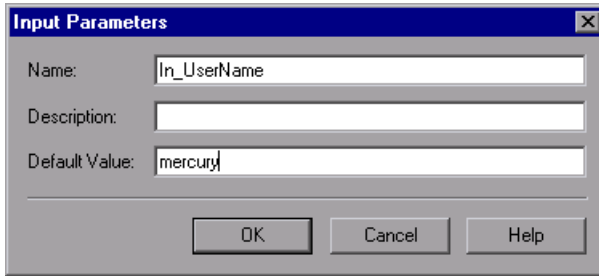 Input Parameters
Name: In_UserName
Description:
Default Value: mercury
OK Cancel Help